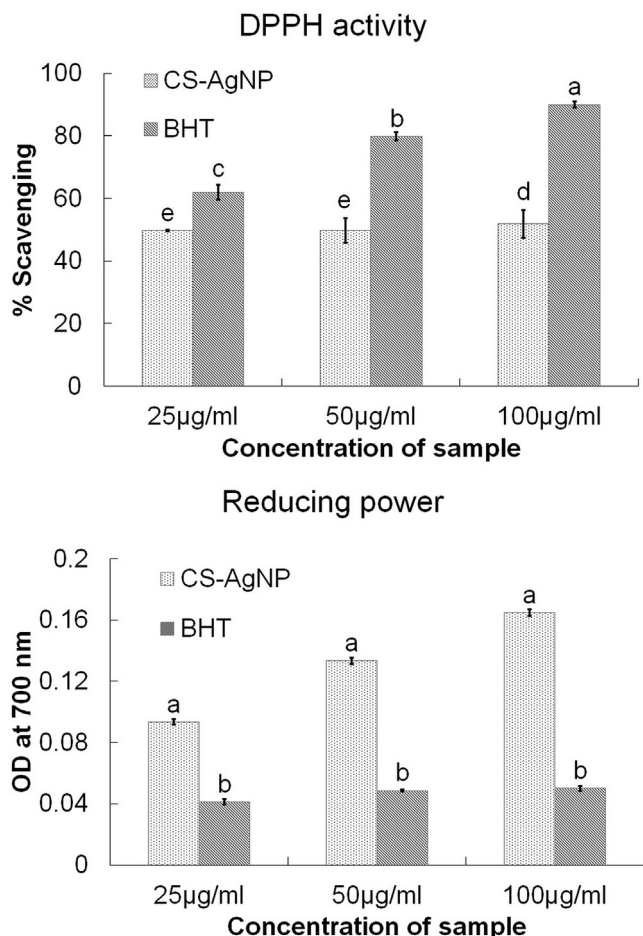 DPPH activity
100
80
60
40
20
0
% Scavenging
CS-AgNP
BHT
e
c
e
b
d
a
25µg/ml
50µg/ml
100µg/ml
Concentration of sample
Reducing power
0.2
0.16
0.12
0.08
0.04
0
OD at 700 nm
CS-AgNP
BHT
a
b
a
b
a
b
25µg/ml
50µg/ml
100µg/ml
Concentration of sample